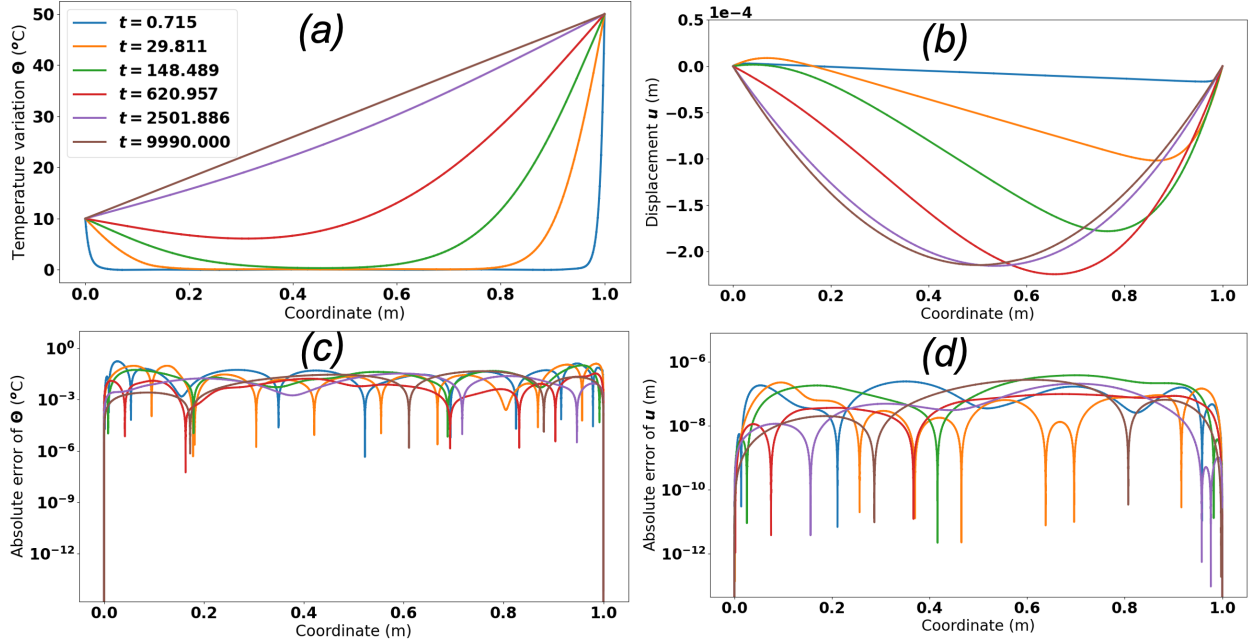 (a)
Temperature variation Θ (°C)
50
40
30
20
10
0
t = 0.715
t = 29.811
t = 148.489
t = 620.957
t = 2501.886
t = 9990.000
0.0 0.2 0.4 0.6 0.8 1.0
Coordinate (m)
(b)
1e−4
Displacement u (m)
0.5
0.0
−0.5
−1.0
−1.5
−2.0
0.0 0.2 0.4 0.6 0.8 1.0
Coordinate (m)
(c)
Absolute error of Θ (°C)
10⁰
10⁻³
10⁻⁶
10⁻⁹
10⁻¹²
0.0 0.2 0.4 0.6 0.8 1.0
Coordinate (m)
(d)
Absolute error of u (m)
10⁻⁶
10⁻⁸
10⁻¹⁰
10⁻¹²
0.0 0.2 0.4 0.6 0.8 1.0
Coordinate (m)